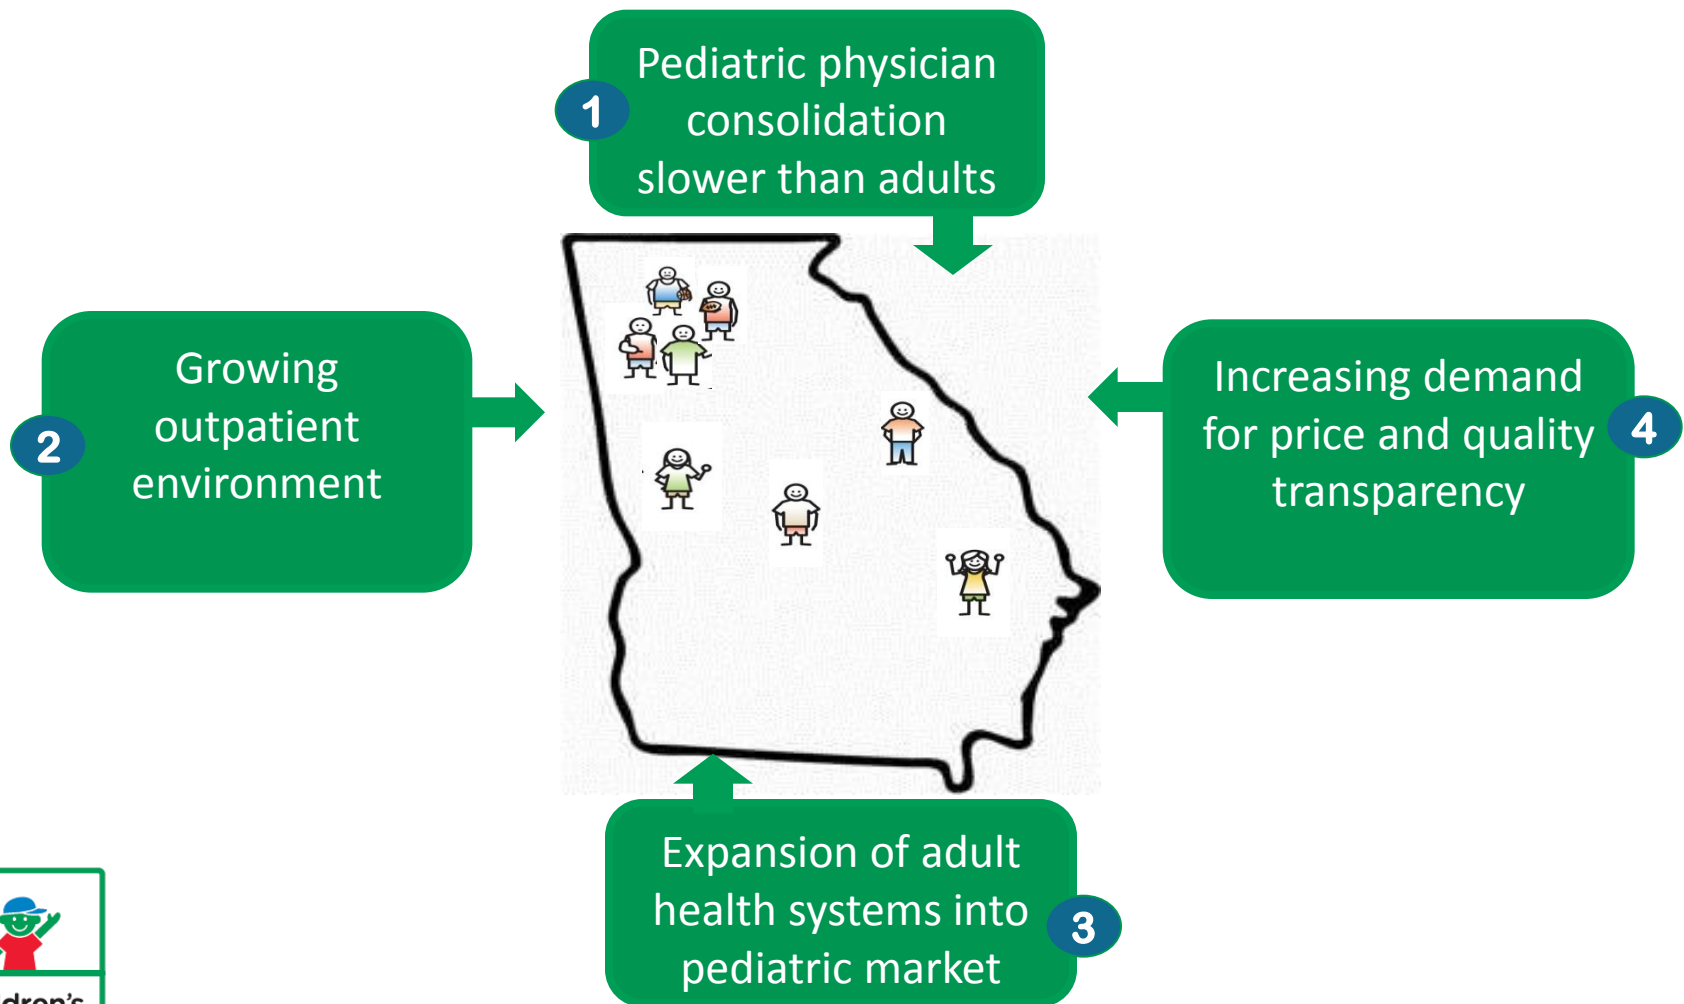 1
Pediatric physician
consolidation
slower than adults
2
Growing
outpatient
environment
Increasing demand
for price and quality
transparency
4
Expansion of adult
health systems into
pediatric market
3